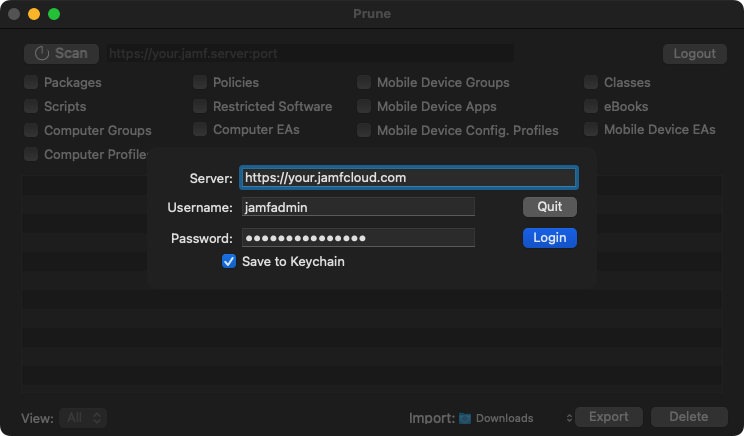 Prune
Scan https://your.jamf.server:port Logout
Packages Policies Mobile Device Groups Classes
Scripts Restricted Software Mobile Device Apps eBooks
Computer Groups Computer EAs Mobile Device Config. Profiles Mobile Device EAs
Computer Profiles
Server: https://your.jamfcloud.com
Username: jamfadmin Quit
Password: ●●●●●●●●●●●●●●● Login
Save to Keychain
View: All Import: Downloads Export Delete